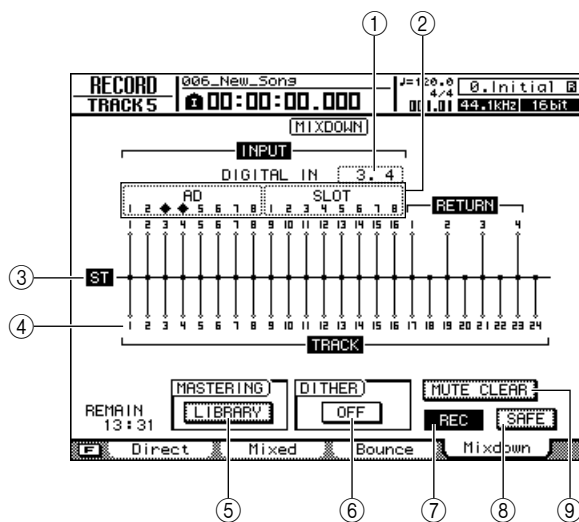 ① ②
RECORD 006_New_Song ♩=120.0 0.Initial R
TRACK 5 00:00:00.000 4/4 001.01 44.1kHz 16bit
MIXDOWN
INPUT
DIGITAL IN 3. 4
AD SLOT
1 2 ◆ ◆ 5 6 7 8 1 2 3 4 5 6 7 8 RETURN
1 2 3 4 5 6 7 8 9 10 11 12 13 14 15 16 1 2 3 4
③ ST
④ 1 2 3 4 5 6 7 8 9 10 11 12 13 14 15 16 17 18 19 20 21 22 23 24
TRACK
MASTERING DITHER MUTE CLEAR
REMAIN LIBRARY OFF REC SAFE
13:31
F Direct Mixed Bounce Mixdown
⑤ ⑥ ⑦ ⑧ ⑨